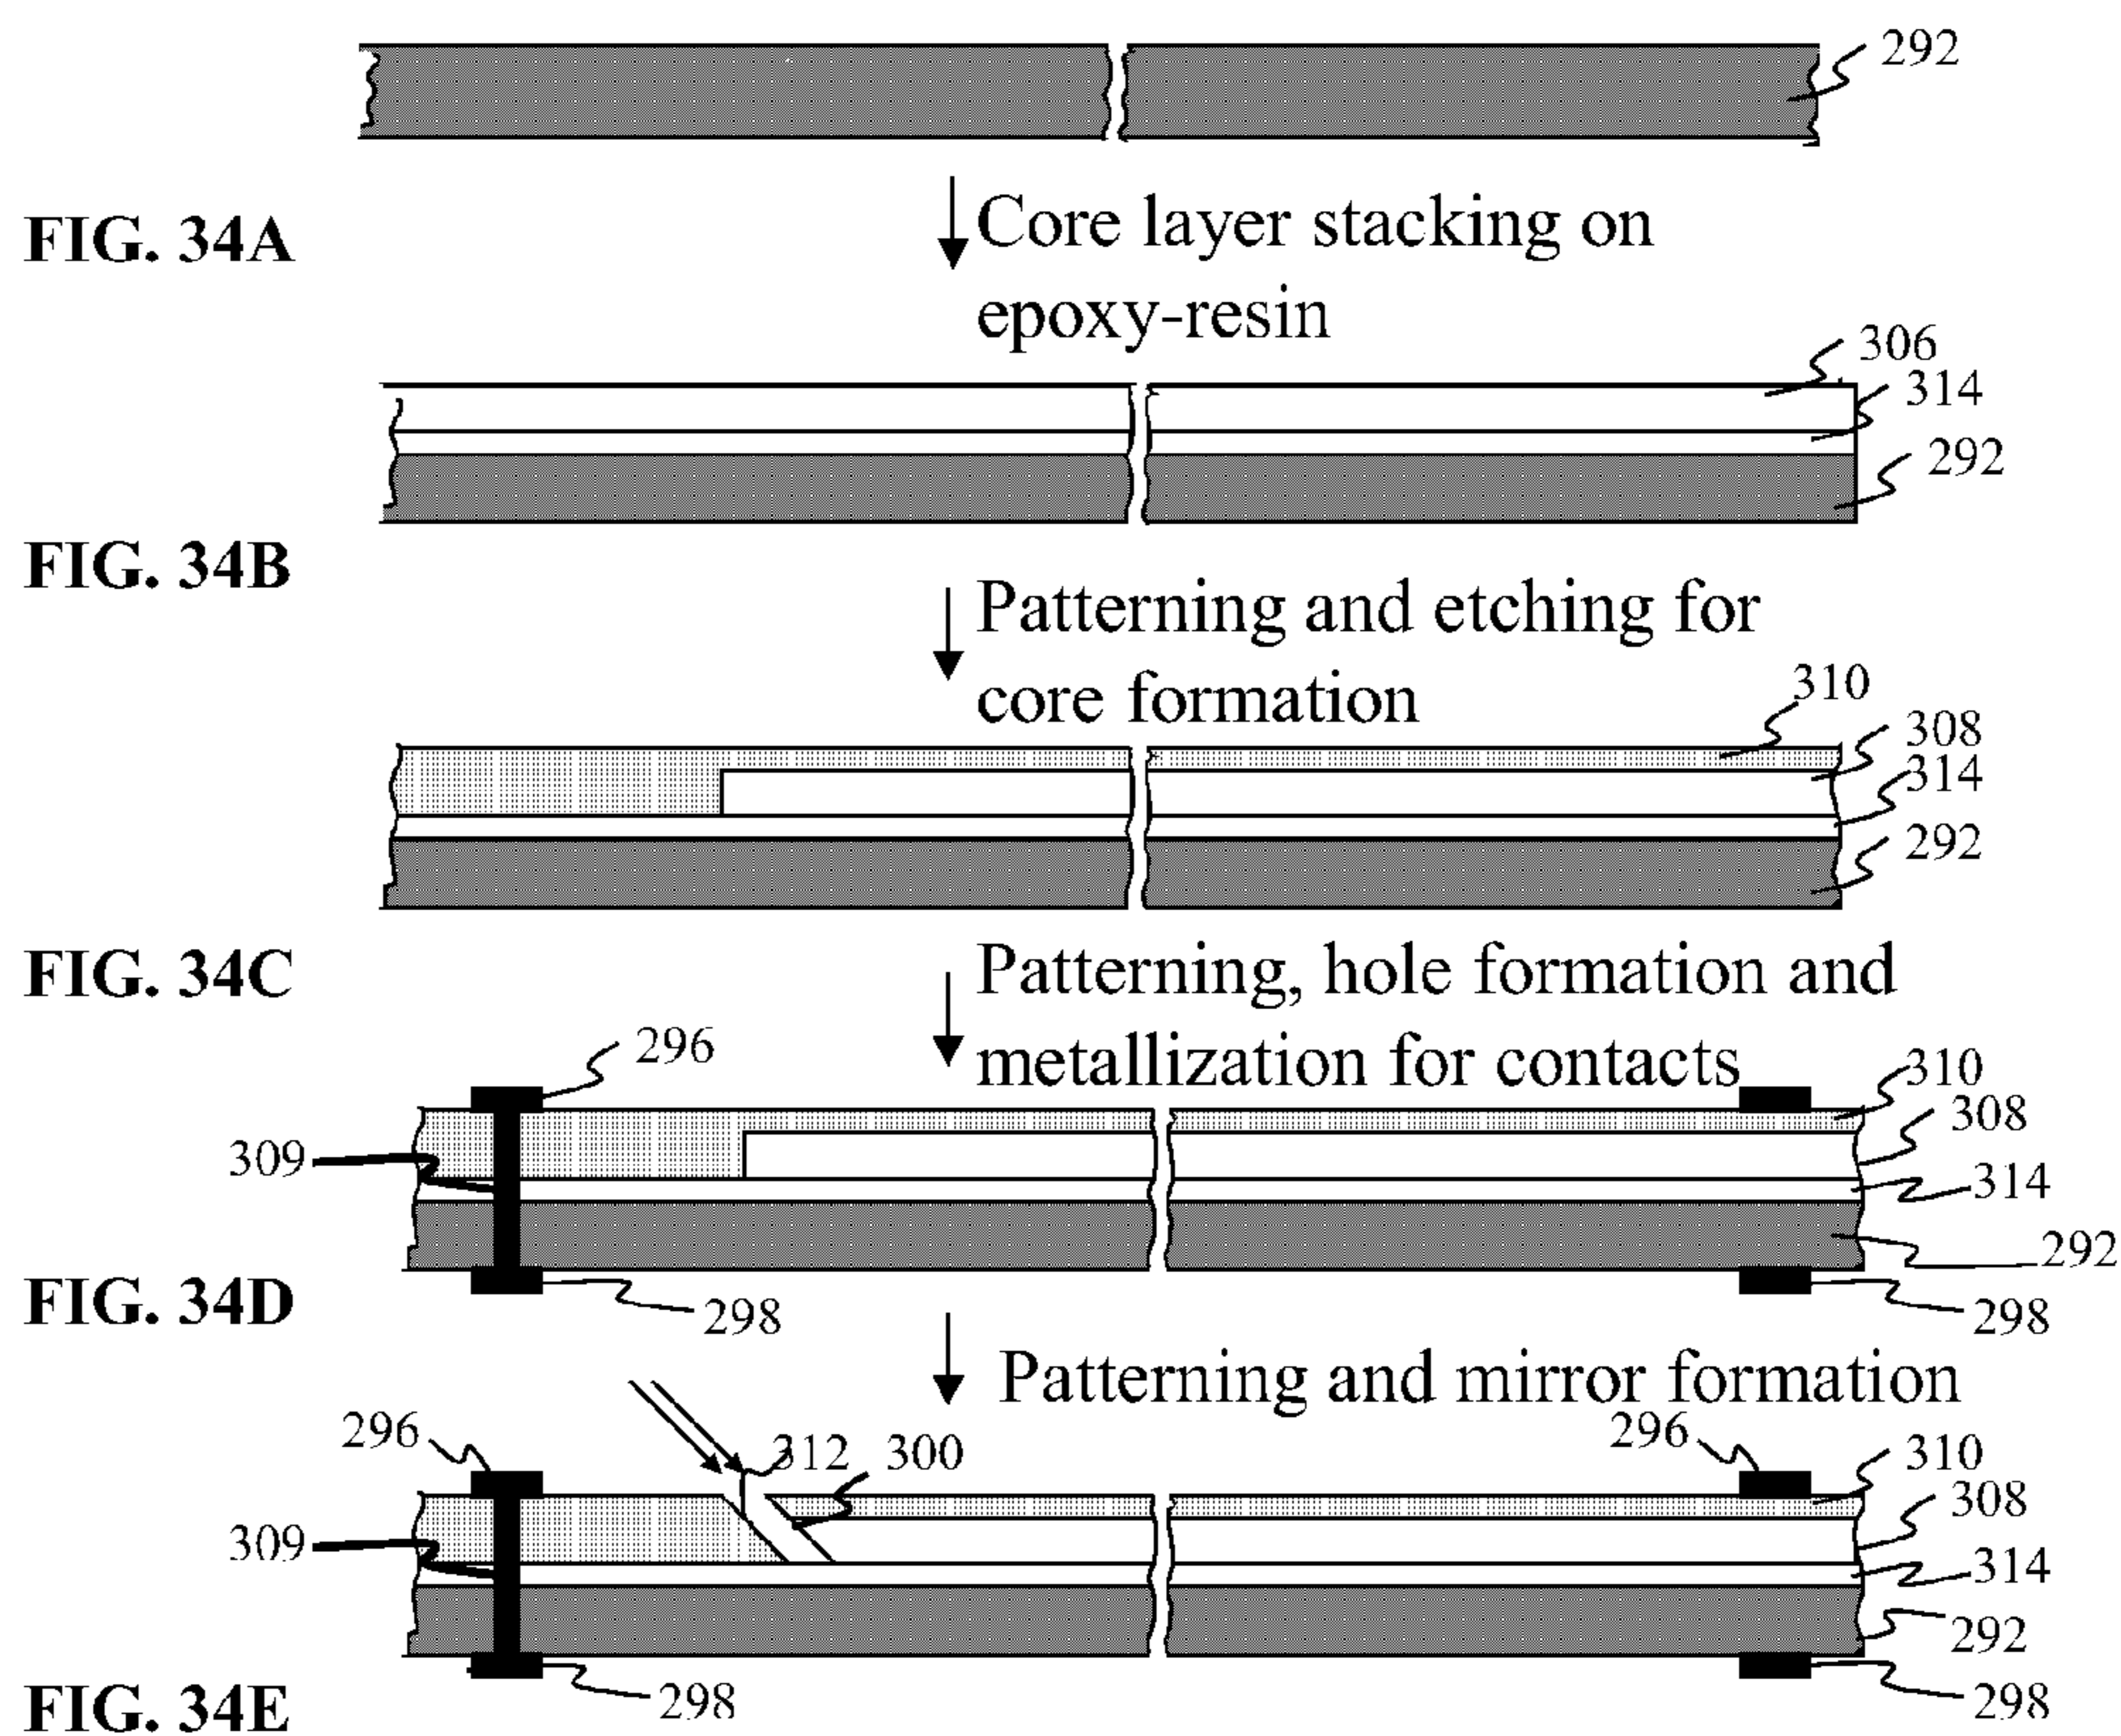 292
FIG. 34A
Core layer stacking on
epoxy-resin
306
314
292
FIG. 34B
Patterning and etching for
core formation
310
308
314
292
FIG. 34C
Patterning, hole formation and
metallization for contacts
296
310
308
309
314
292
FIG. 34D
298
298
Patterning and mirror formation
296
312
300
296
310
308
309
314
292
FIG. 34E
298
298